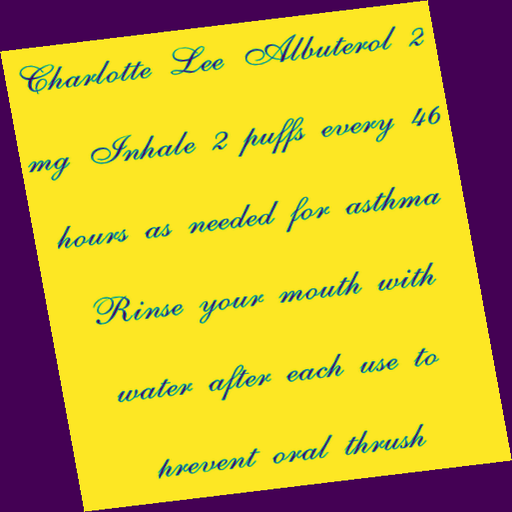 Charlotte Lee Albuterol 2
mg Inhale 2 puffs every 46
hours as needed for asthma
Rinse your mouth with
water after each use to
prevent oral thrush